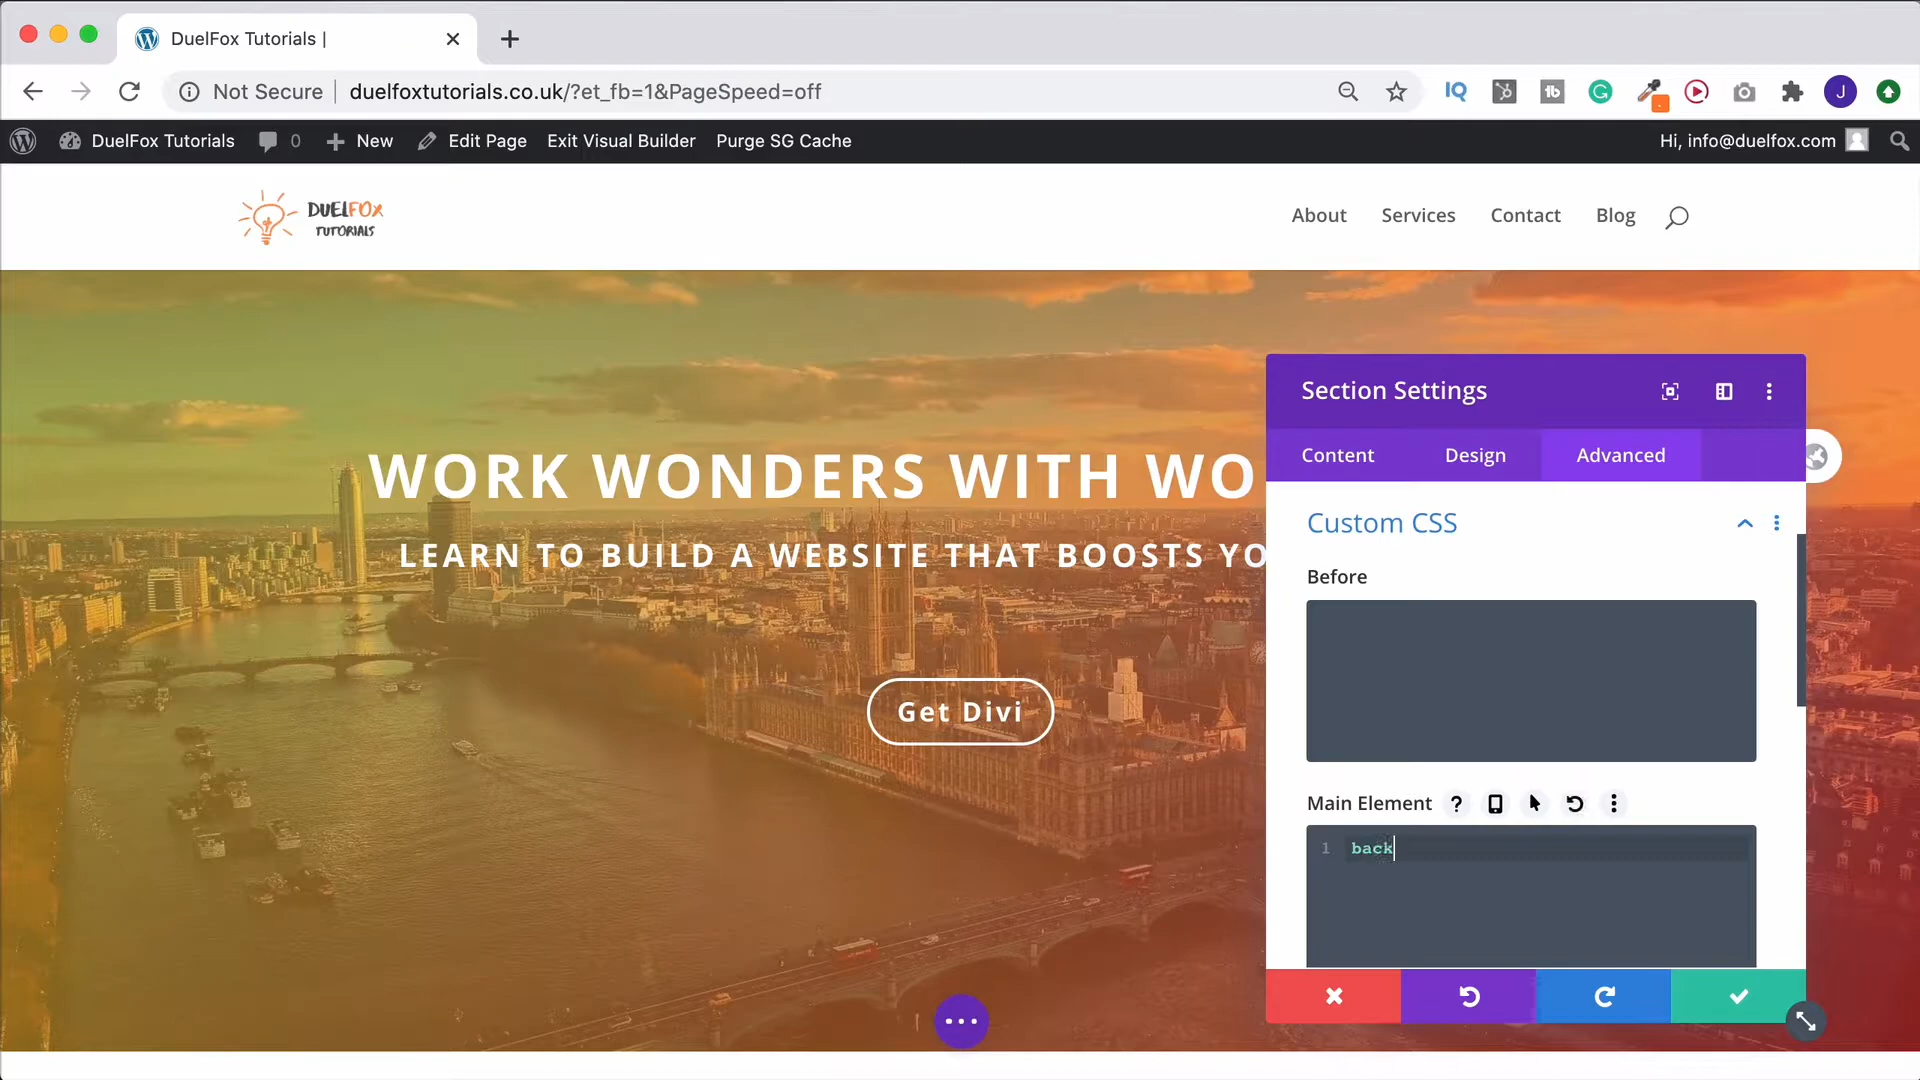 DuelFox Tutorials |
Not Secure
duelfoxtutorials.co.uk/?et_fb=1&PageSpeed=off
DuelFox Tutorials
0
New
Edit Page
Exit Visual Builder
Purge SG Cache
Hi, info@duelfox.com
DUELFOX
TUTORIALS
About
Services
Contact
Blog
WORK WONDERS WITH WO
LEARN TO BUILD A WEBSITE THAT BOOSTS YO
Get Divi
Section Settings
Content
Design
Advanced
Custom CSS
Before
Main Element
1 back